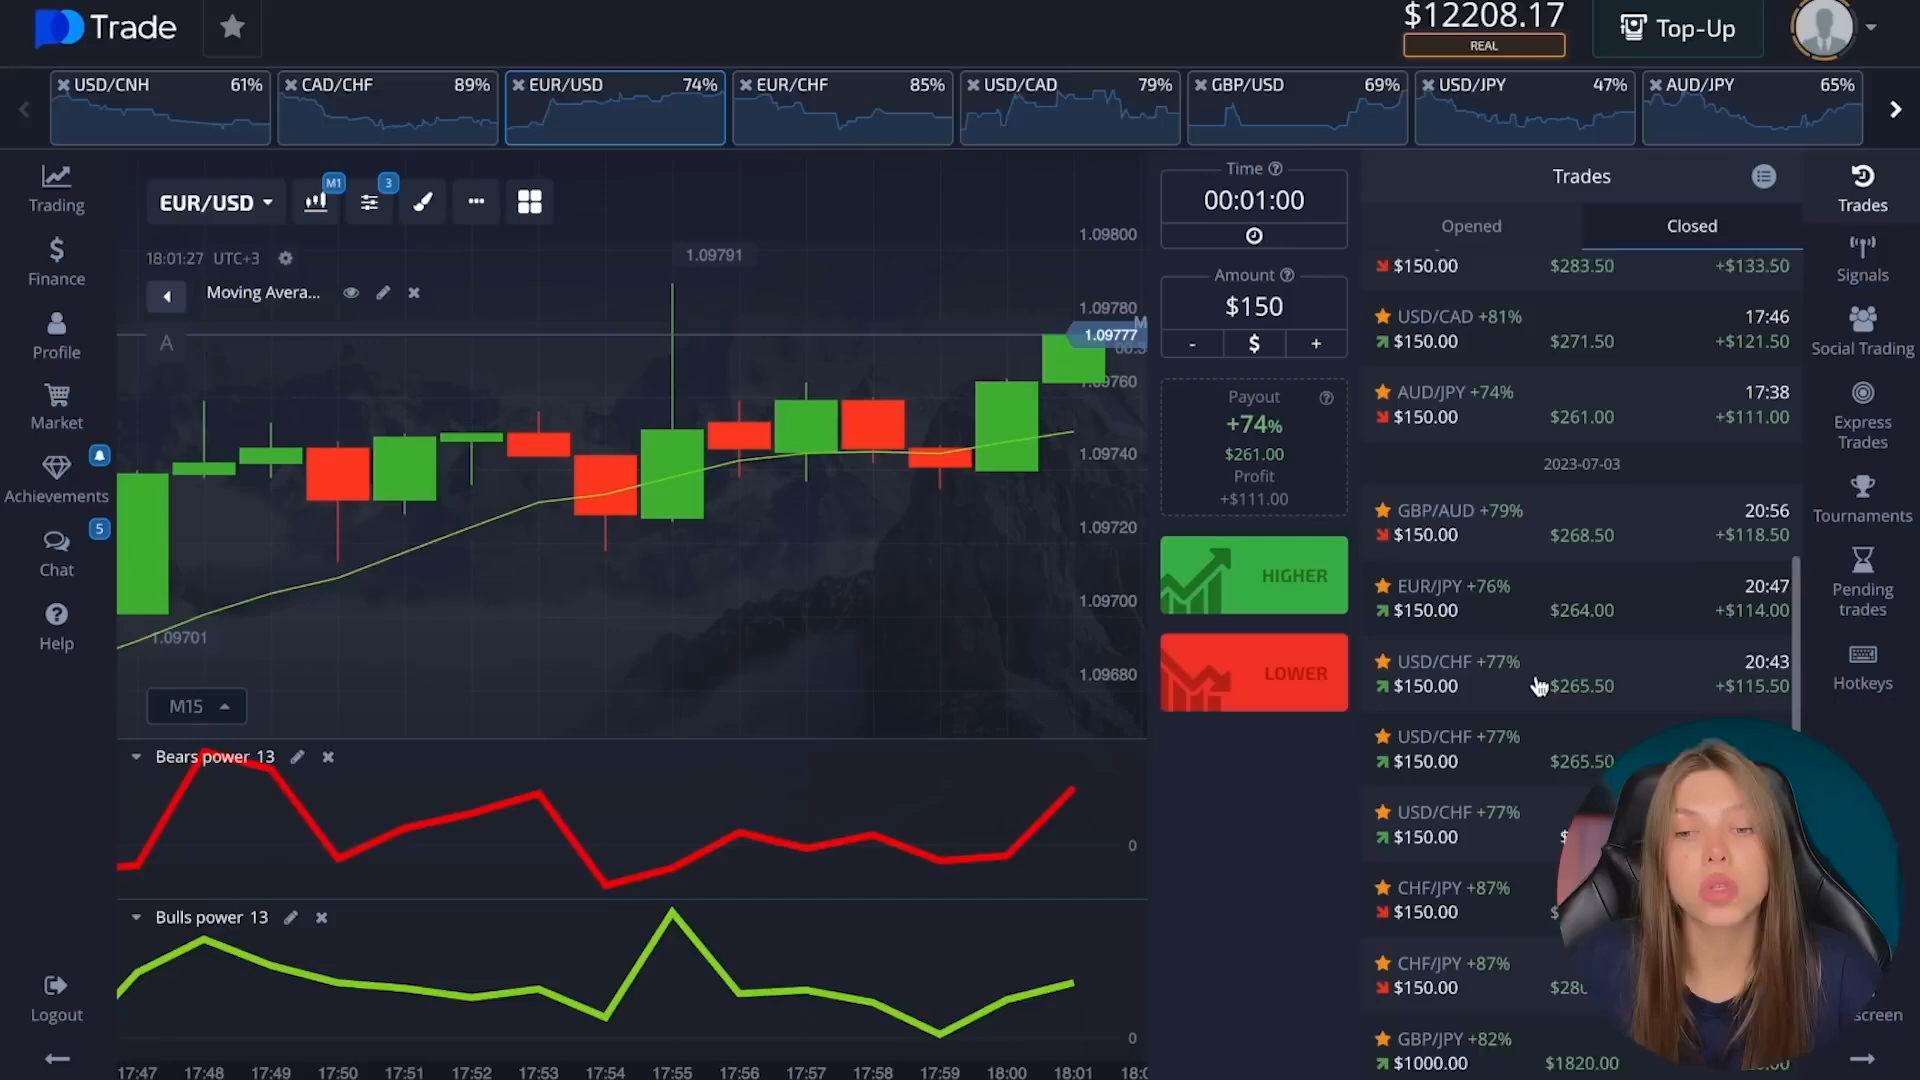 Trade
$12208.17
REAL
Top-Up
USD/CNH 61%
CAD/CHF 89%
EUR/USD 74%
EUR/CHF 85%
USD/CAD 79%
GBP/USD 69%
USD/JPY 47%
AUD/JPY 65%
Trading
Finance
Profile
Market
Achievements
Chat
5
Help
Logout
EUR/USD
M1
3
18:01:27 UTC+3
Moving Avera...
A
1.09791
1.09701
M15
1.09800
1.09780
1.09777
1.09760
1.09740
1.09720
1.09700
1.09680
Bears power 13
0
Bulls power 13
0
17:47 17:48 17:49 17:50 17:51 17:52 17:53 17:54 17:55 17:56 17:57 17:58 17:59 18:00 18:01
Time
00:01:00
Amount
$150
- $ +
Payout
+74%
$261.00
Profit
+$111.00
HIGHER
LOWER
Trades
Opened Closed
$150.00 $283.50 +$133.50
USD/CAD +81% 17:46
$150.00 $271.50 +$121.50
AUD/JPY +74% 17:38
$150.00 $261.00 +$111.00
2023-07-03
GBP/AUD +79% 20:56
$150.00 $268.50 +$118.50
EUR/JPY +76% 20:47
$150.00 $264.00 +$114.00
USD/CHF +77% 20:43
$150.00 $265.50 +$115.50
USD/CHF +77%
$150.00 $265.50
USD/CHF +77%
$150.00
CHF/JPY +87%
$150.00
CHF/JPY +87%
$150.00
GBP/JPY +82%
$1000.00 $1820.00
Trades
Signals
Social Trading
Express
Trades
Tournaments
Pending
trades
Hotkeys
screen